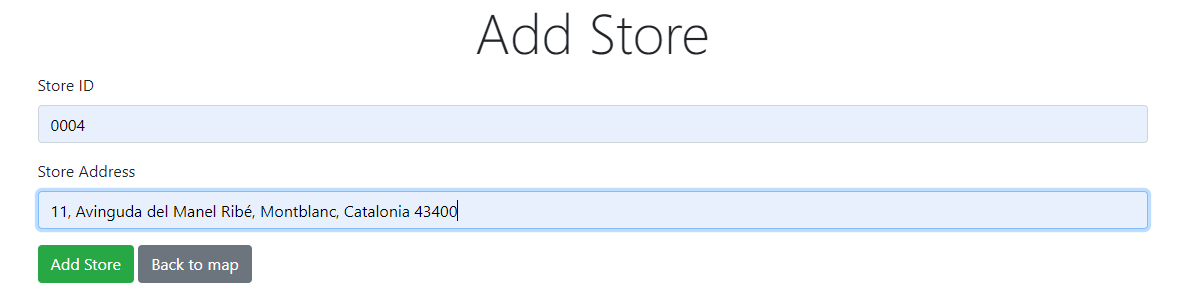 Add Store
Store ID
0004
Store Address
11, Avinguda del Manel Ribé, Montblanc, Catalonia 43400
Add Store Back to map